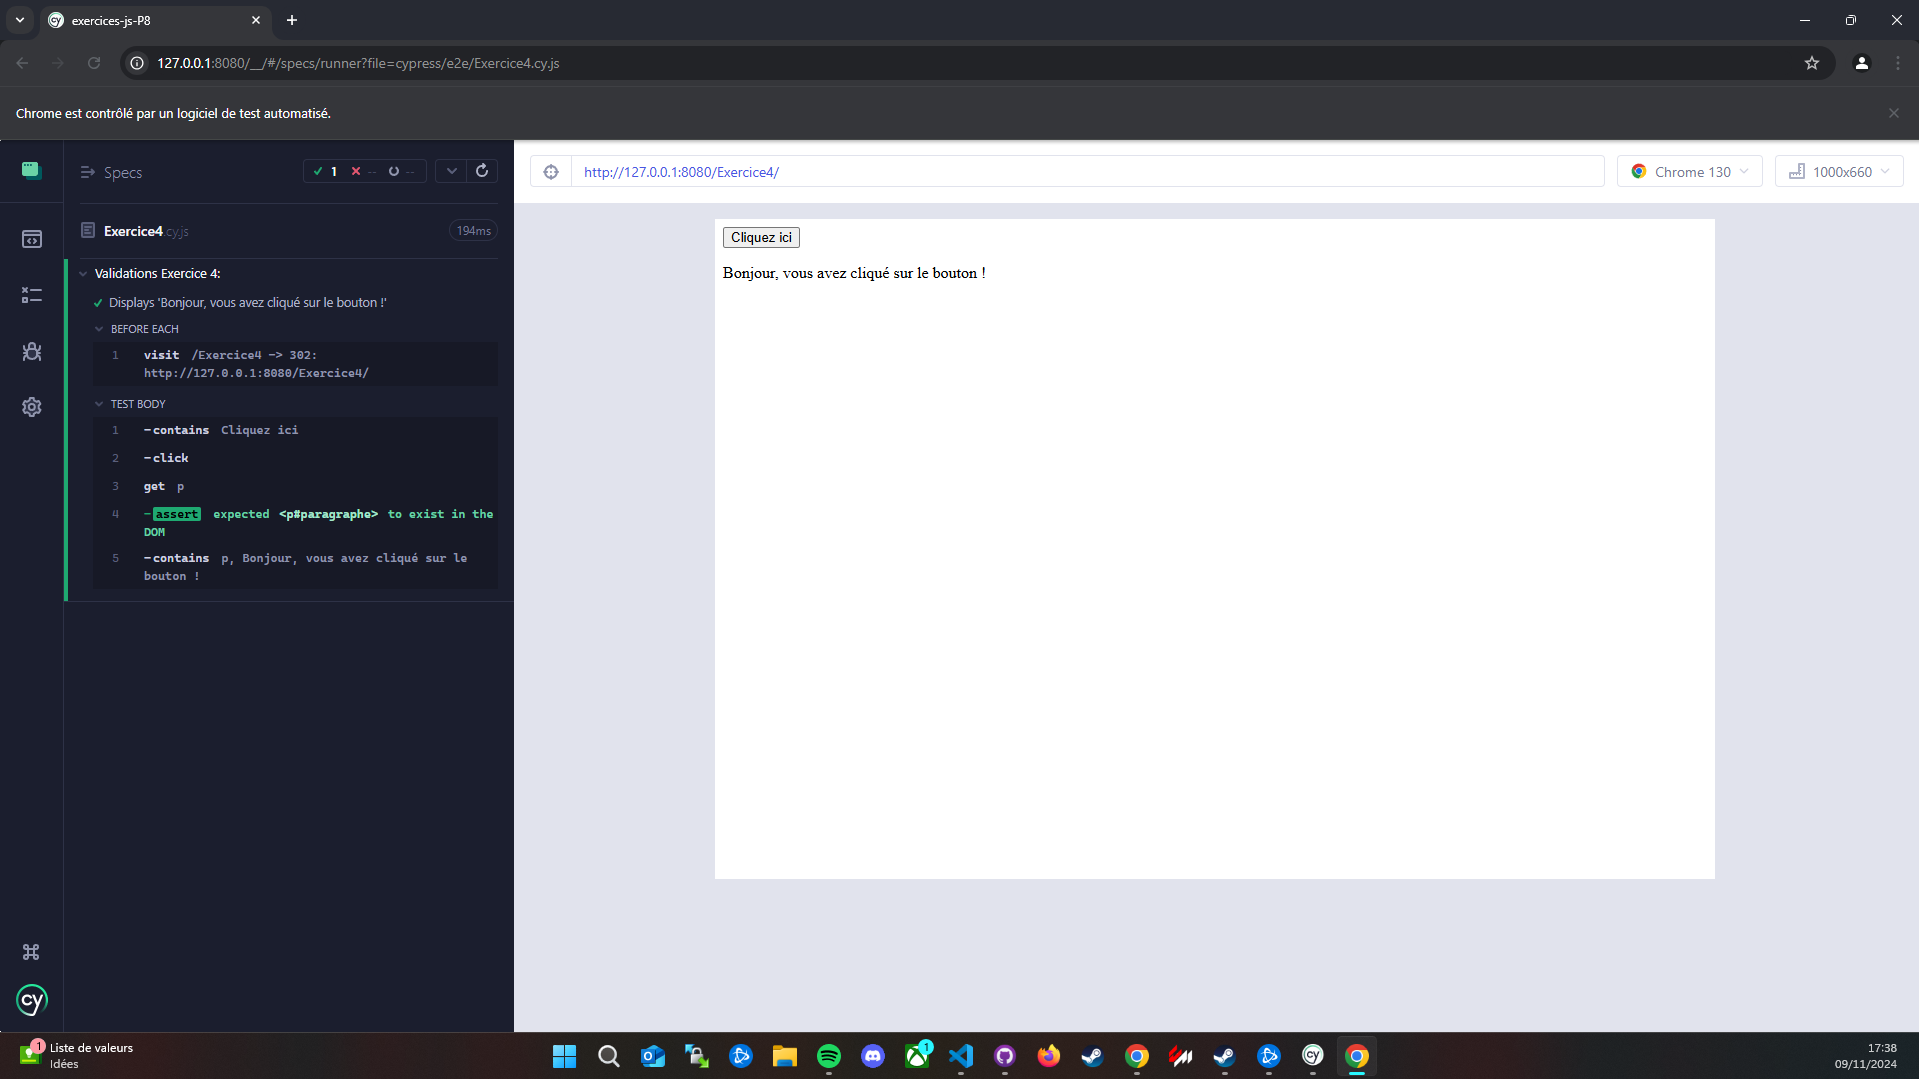 exercices-js-P8
127.0.0.1:8080/__/#/specs/runner?file=cypress/e2e/Exercice4.cy.js
Chrome est contrôlé par un logiciel de test automatisé.
Specs
1 -- --
Exercice4.cy.js
194ms
Validations Exercice 4:
Displays 'Bonjour, vous avez cliqué sur le bouton !'
BEFORE EACH
1 visit /Exercice4 -> 302:
http://127.0.0.1:8080/Exercice4/
TEST BODY
1 -contains Cliquez ici
2 -click
3 get p
4 -assert expected <p#paragraphe> to exist in the
DOM
5 -contains p, Bonjour, vous avez cliqué sur le
bouton !
cy
http://127.0.0.1:8080/Exercice4/
Chrome 130
1000x660
Cliquez ici
Bonjour, vous avez cliqué sur le bouton !
1
Liste de valeurs
Idées
1
17:38
09/11/2024